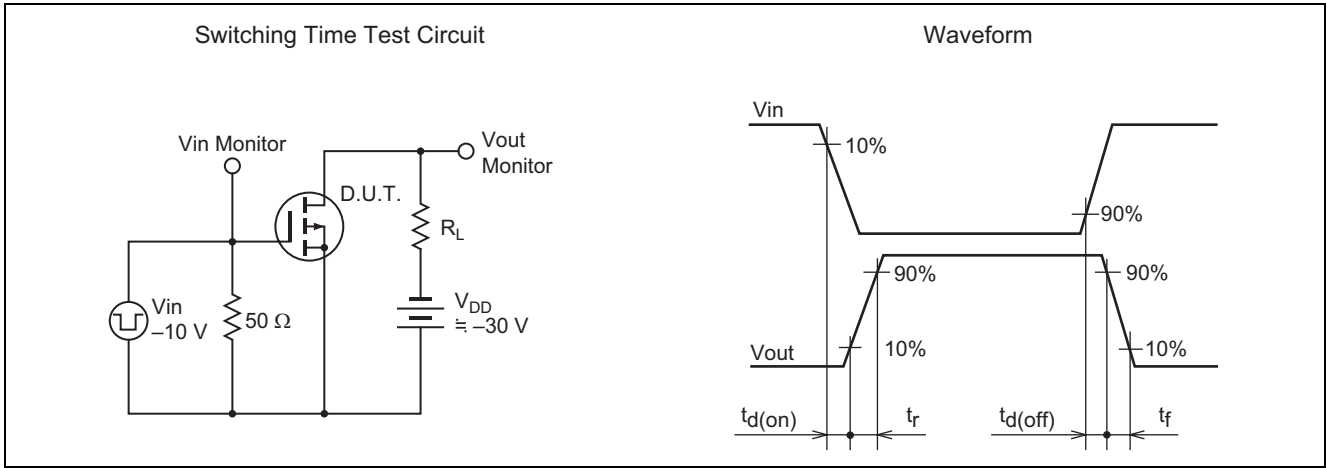 Switching Time Test Circuit
Vin Monitor
Vout
Monitor
D.U.T.
RL
Vin
–10 V
50 Ω
VDD
≒ –30 V
Waveform
Vin
10%
90%
90%
90%
Vout
10%
10%
td(on)
tr
td(off)
tf